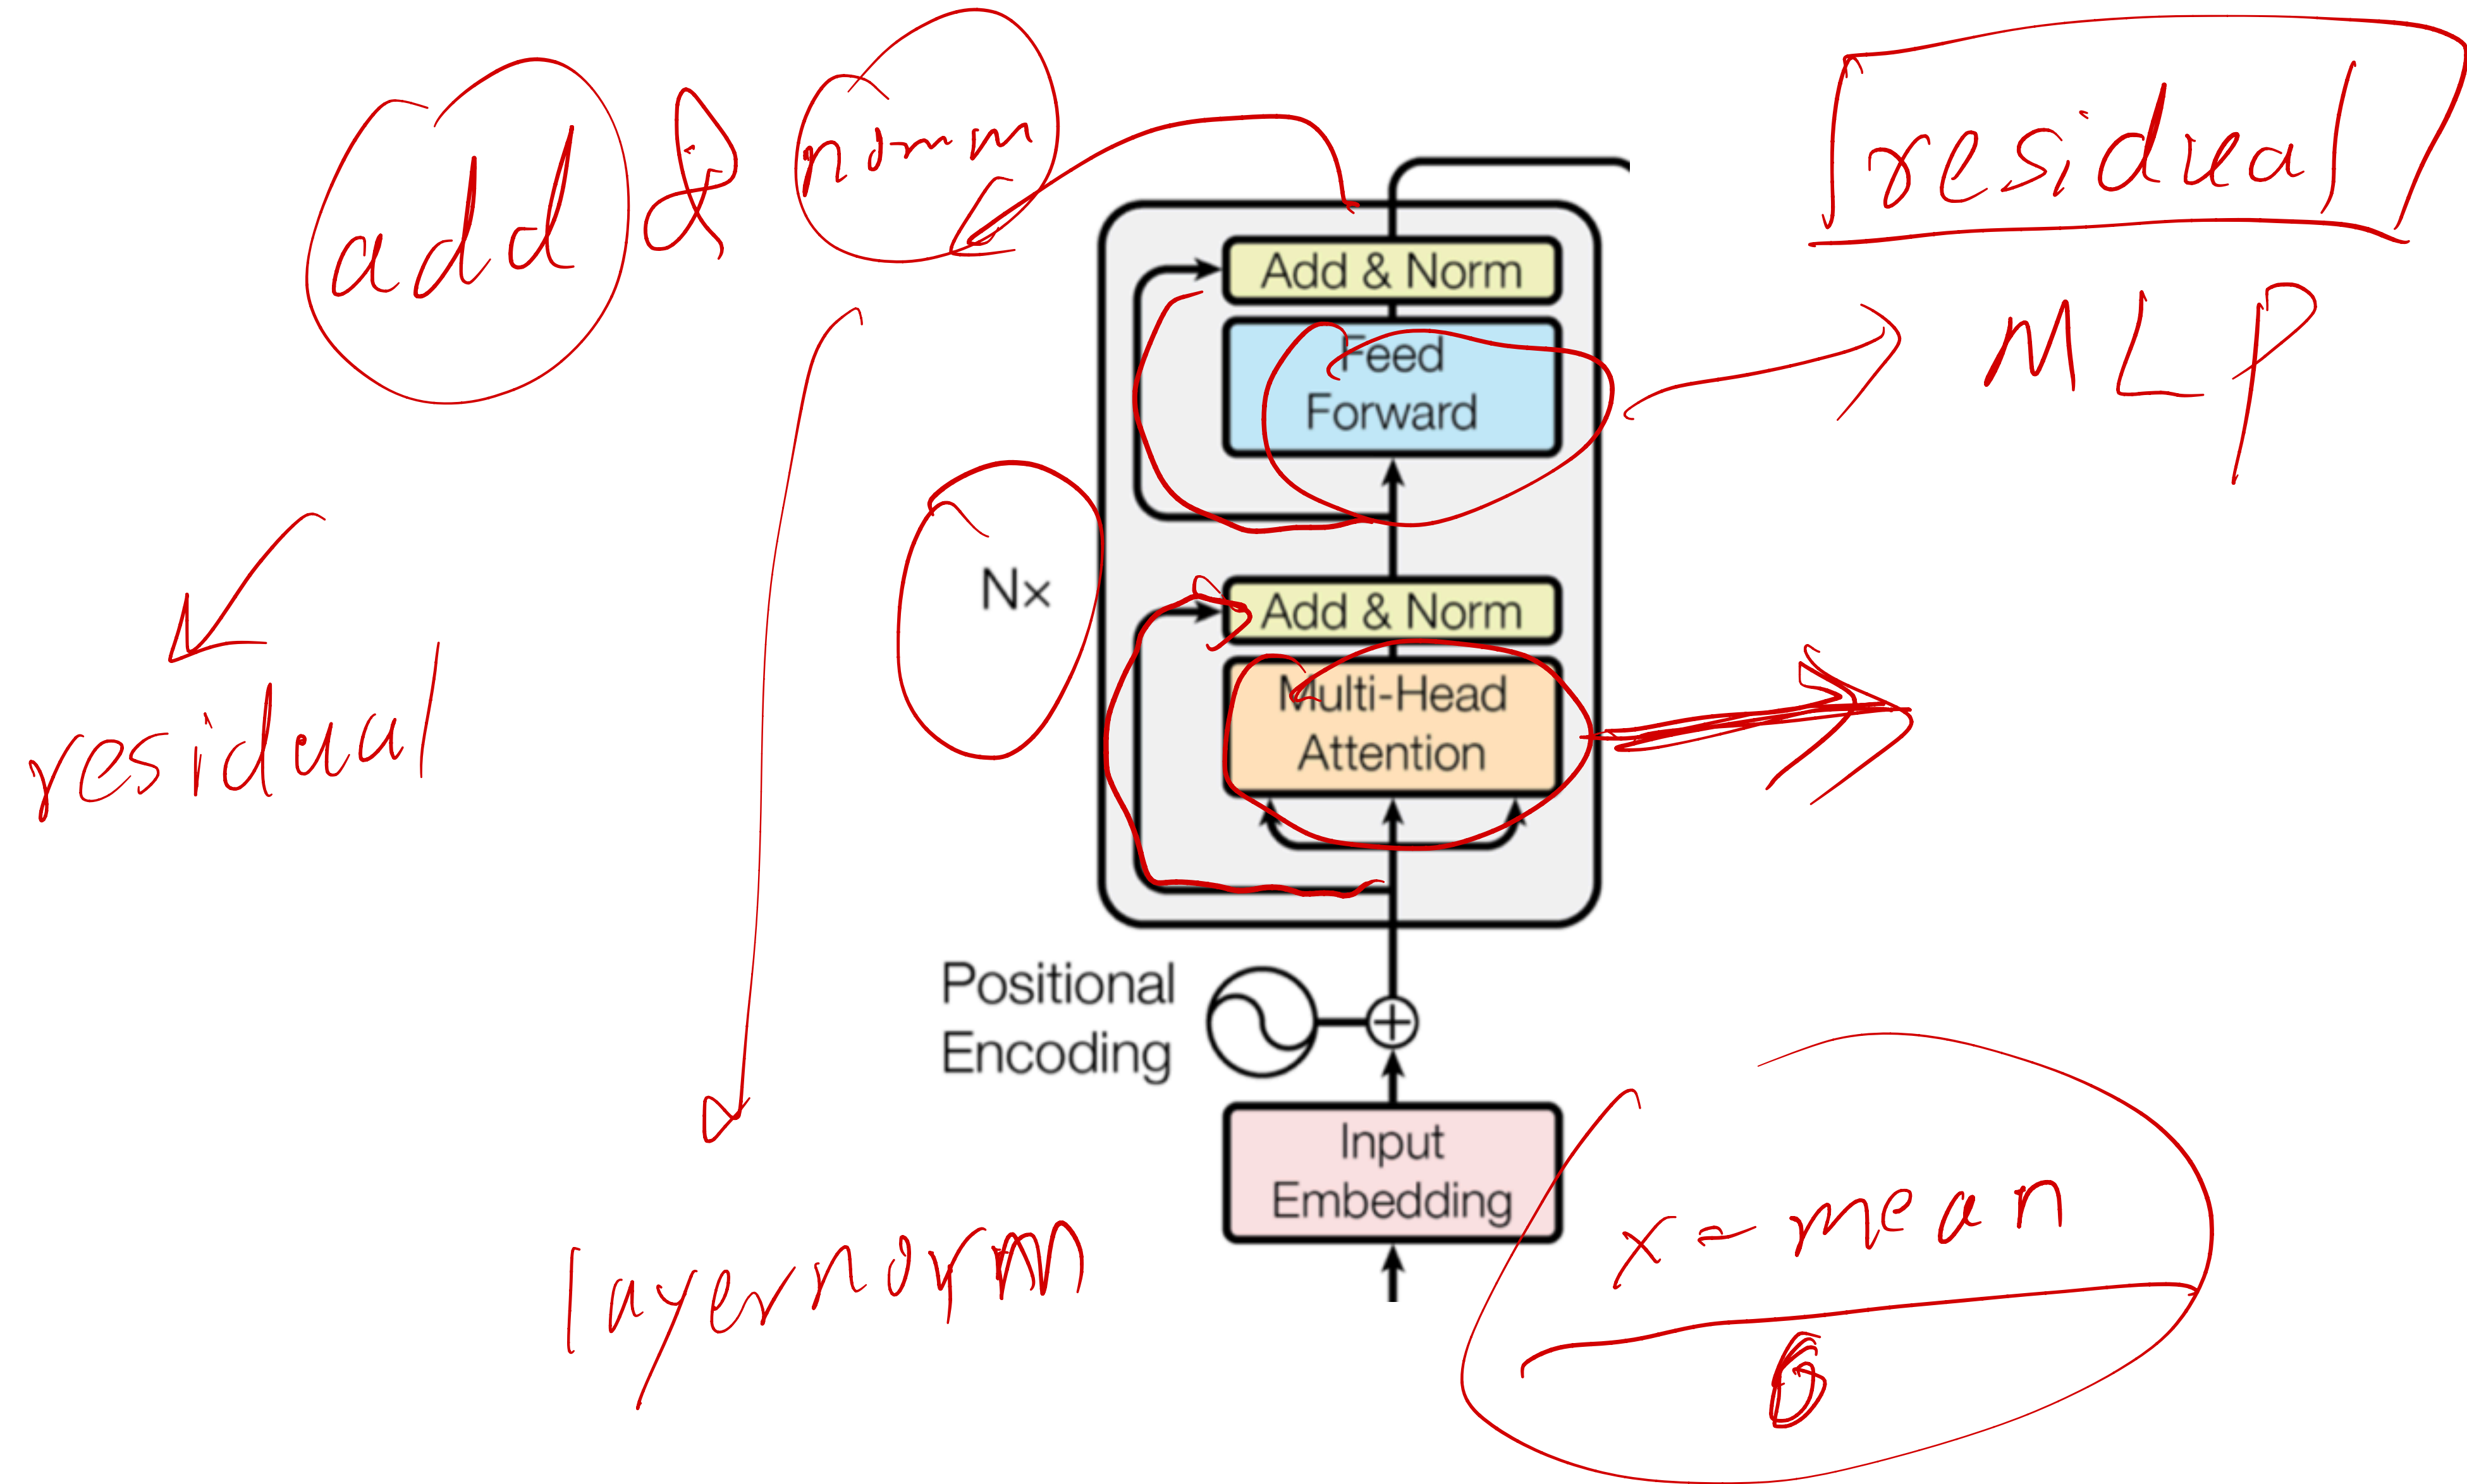 add & norm
residual
Add & Norm
Feed
Forward
MLP
Nx
Add & Norm
Multi-Head
Attention
residual
Positional
Encoding
Input
Embedding
layernorm
x - mean
σ